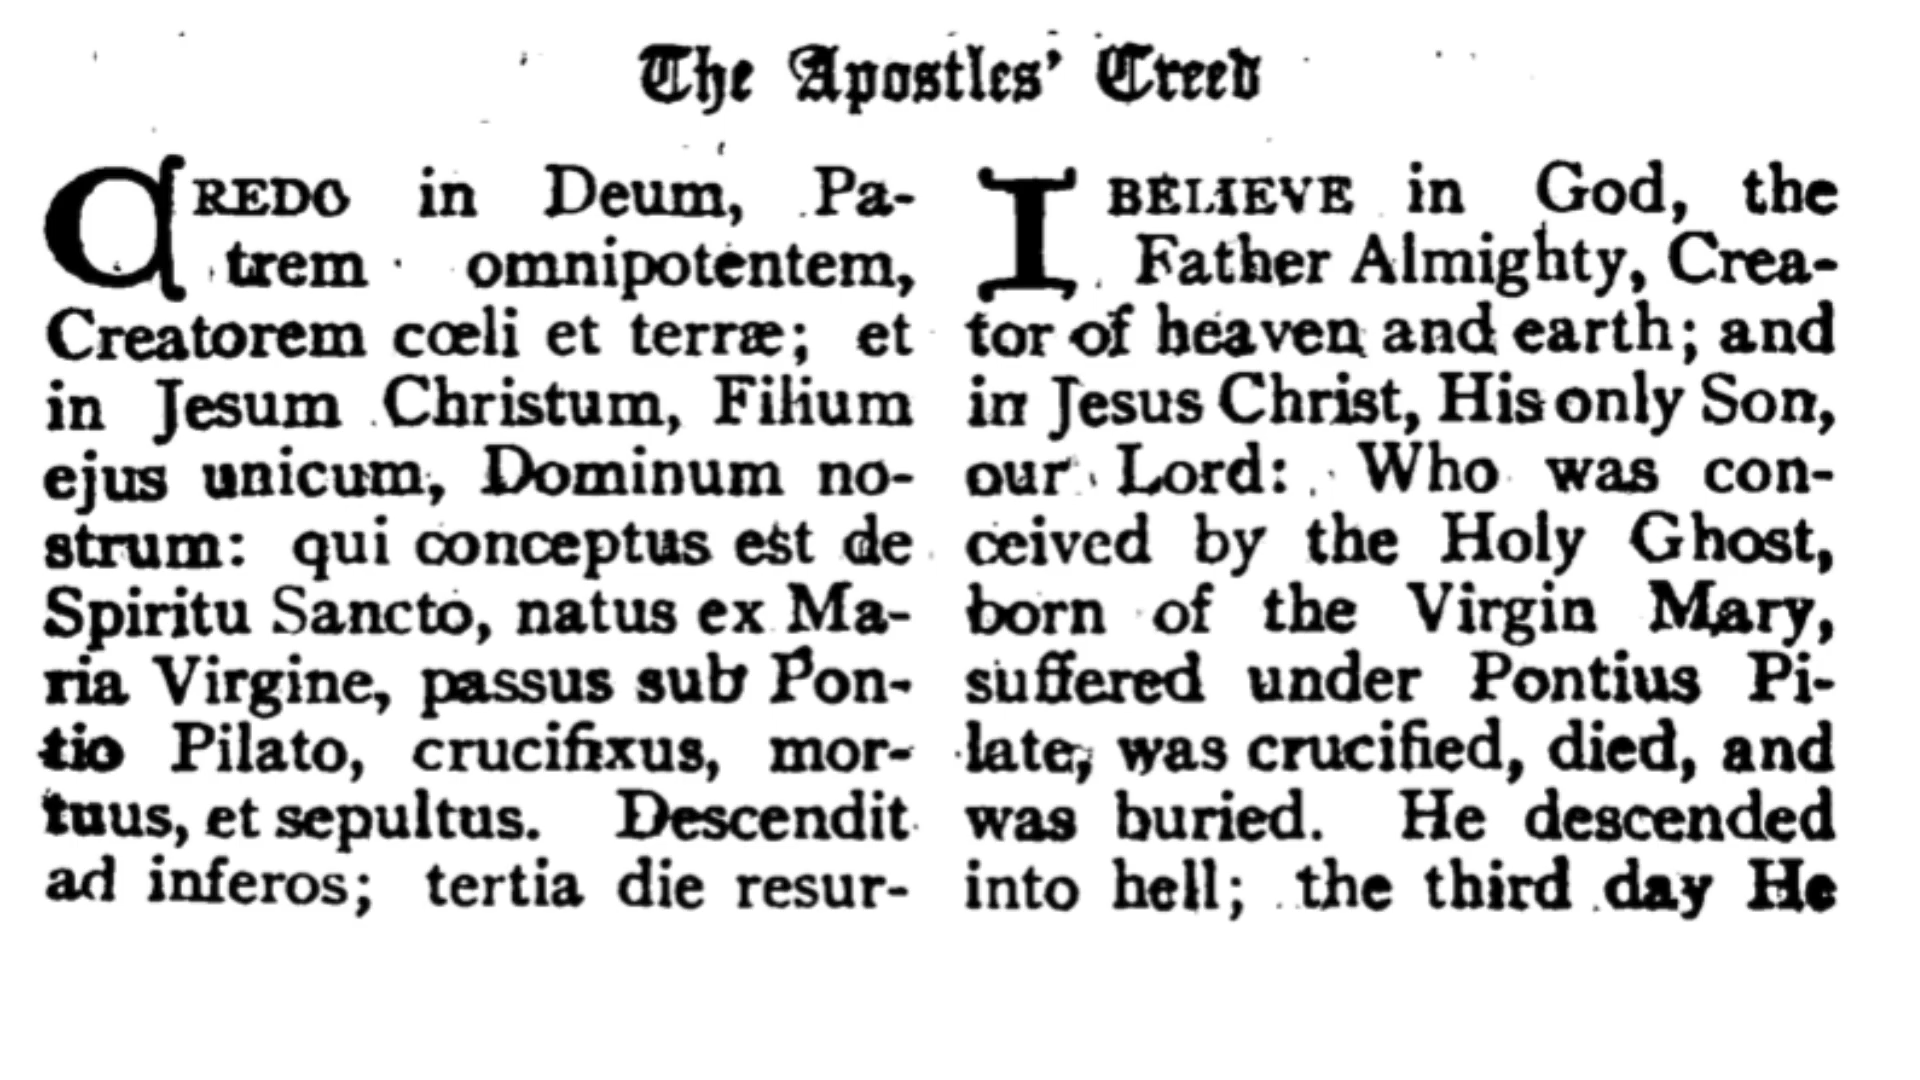 The Apostles' Creed
CREDO in Deum, Pa-
trem omnipotentem,
Creatorem cœli et terræ; et
in Jesum Christum, Filium
ejus unicum, Dominum no-
strum: qui conceptus est de
Spiritu Sancto, natus ex Ma-
ria Virgine, passus sub Pon-
tio Pilato, crucifixus, mor-
tuus, et sepultus. Descendit
ad inferos; tertia die resur-
I BELIEVE in God, the
Father Almighty, Crea-
tor of heaven and earth; and
in Jesus Christ, His only Son,
our Lord: Who was con-
ceived by the Holy Ghost,
born of the Virgin Mary,
suffered under Pontius Pi-
late, was crucified, died, and
was buried. He descended
into hell; the third day He